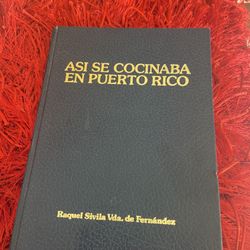 ASI SE COCINABA
EN PUERTO RICO
Raquel Sivila Vda. de Fernández